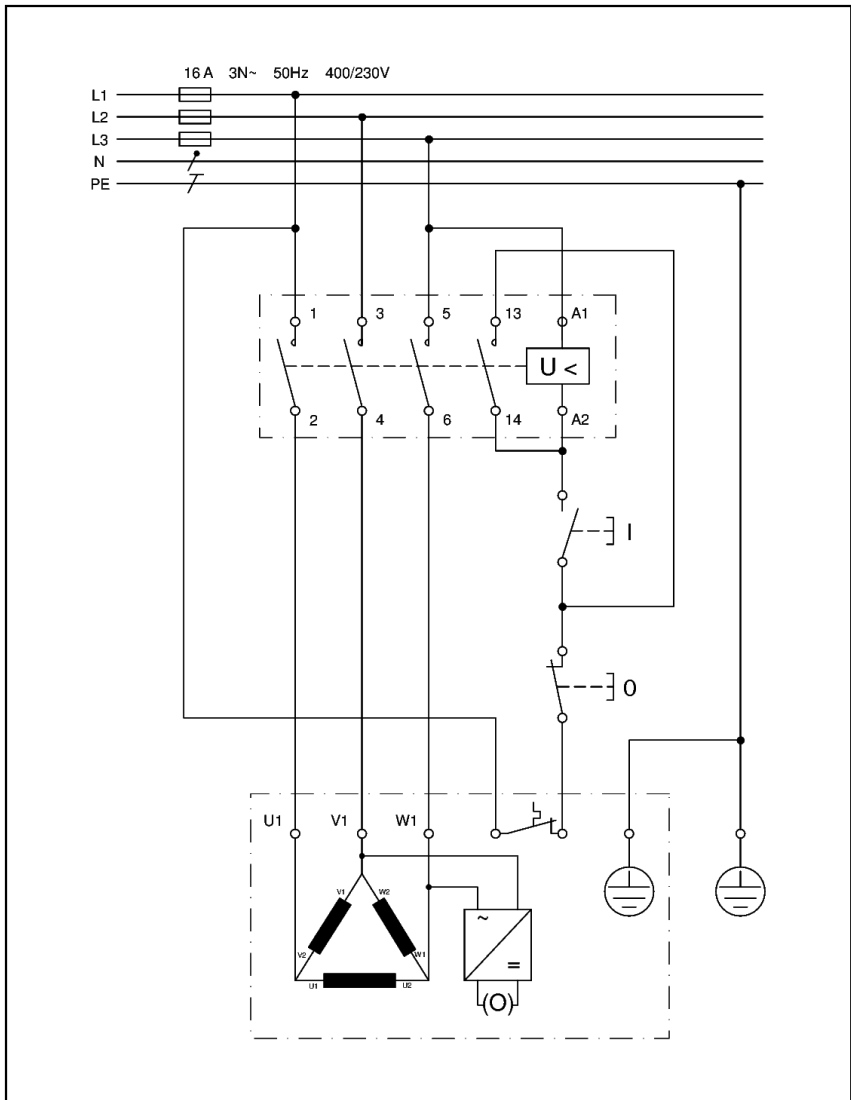 16 A 3N~ 50Hz 400/230V
L1
L2
L3
N
PE
1 3 5 13 A1
U <
2 4 6 14 A2
I
0
U1 V1 W1
V1 W2
~
V2 W1
=
U1 U2
(O)